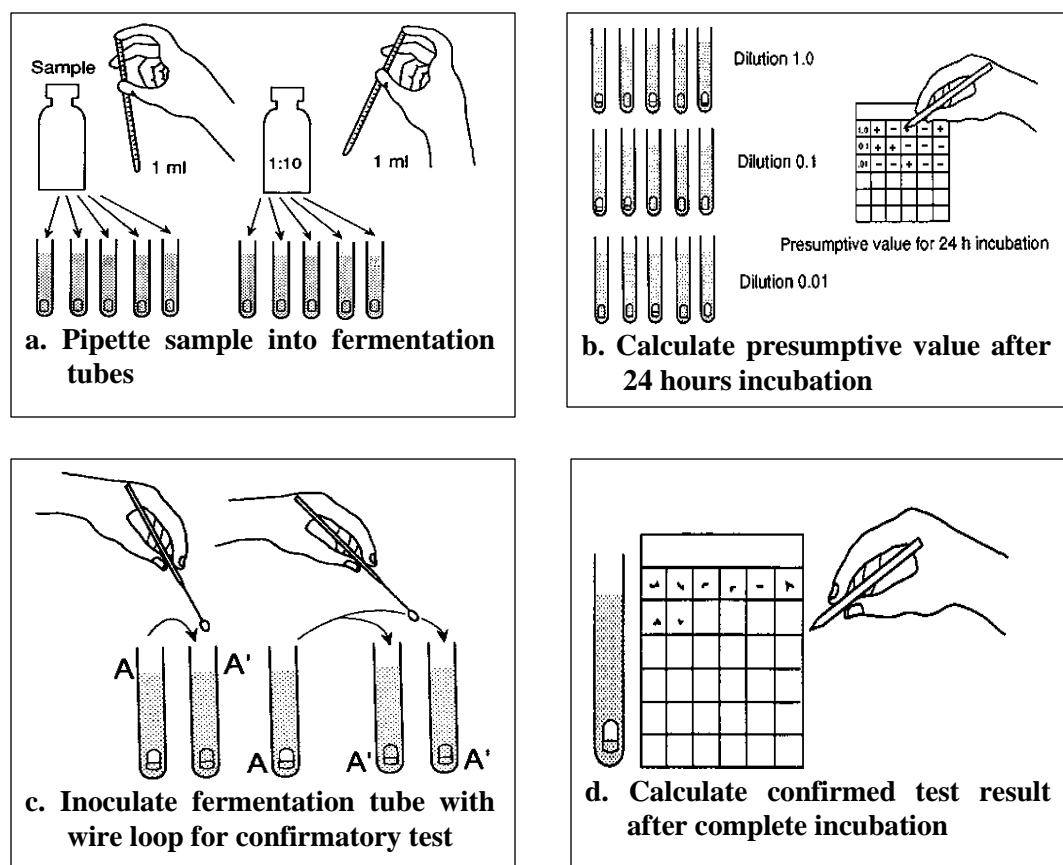 Sample
1 ml
1:10
1 ml
a. Pipette sample into fermentation
tubes
Dilution 1.0
Dilution 0.1
Dilution 0.01
1.0 + - + - +
0.1 + + - - -
.01 - - + - -
Presumptive value for 24 h incubation
b. Calculate presumptive value after
24 hours incubation
A A'
A A' A'
c. Inoculate fermentation tube with
wire loop for confirmatory test
d. Calculate confirmed test result
after complete incubation